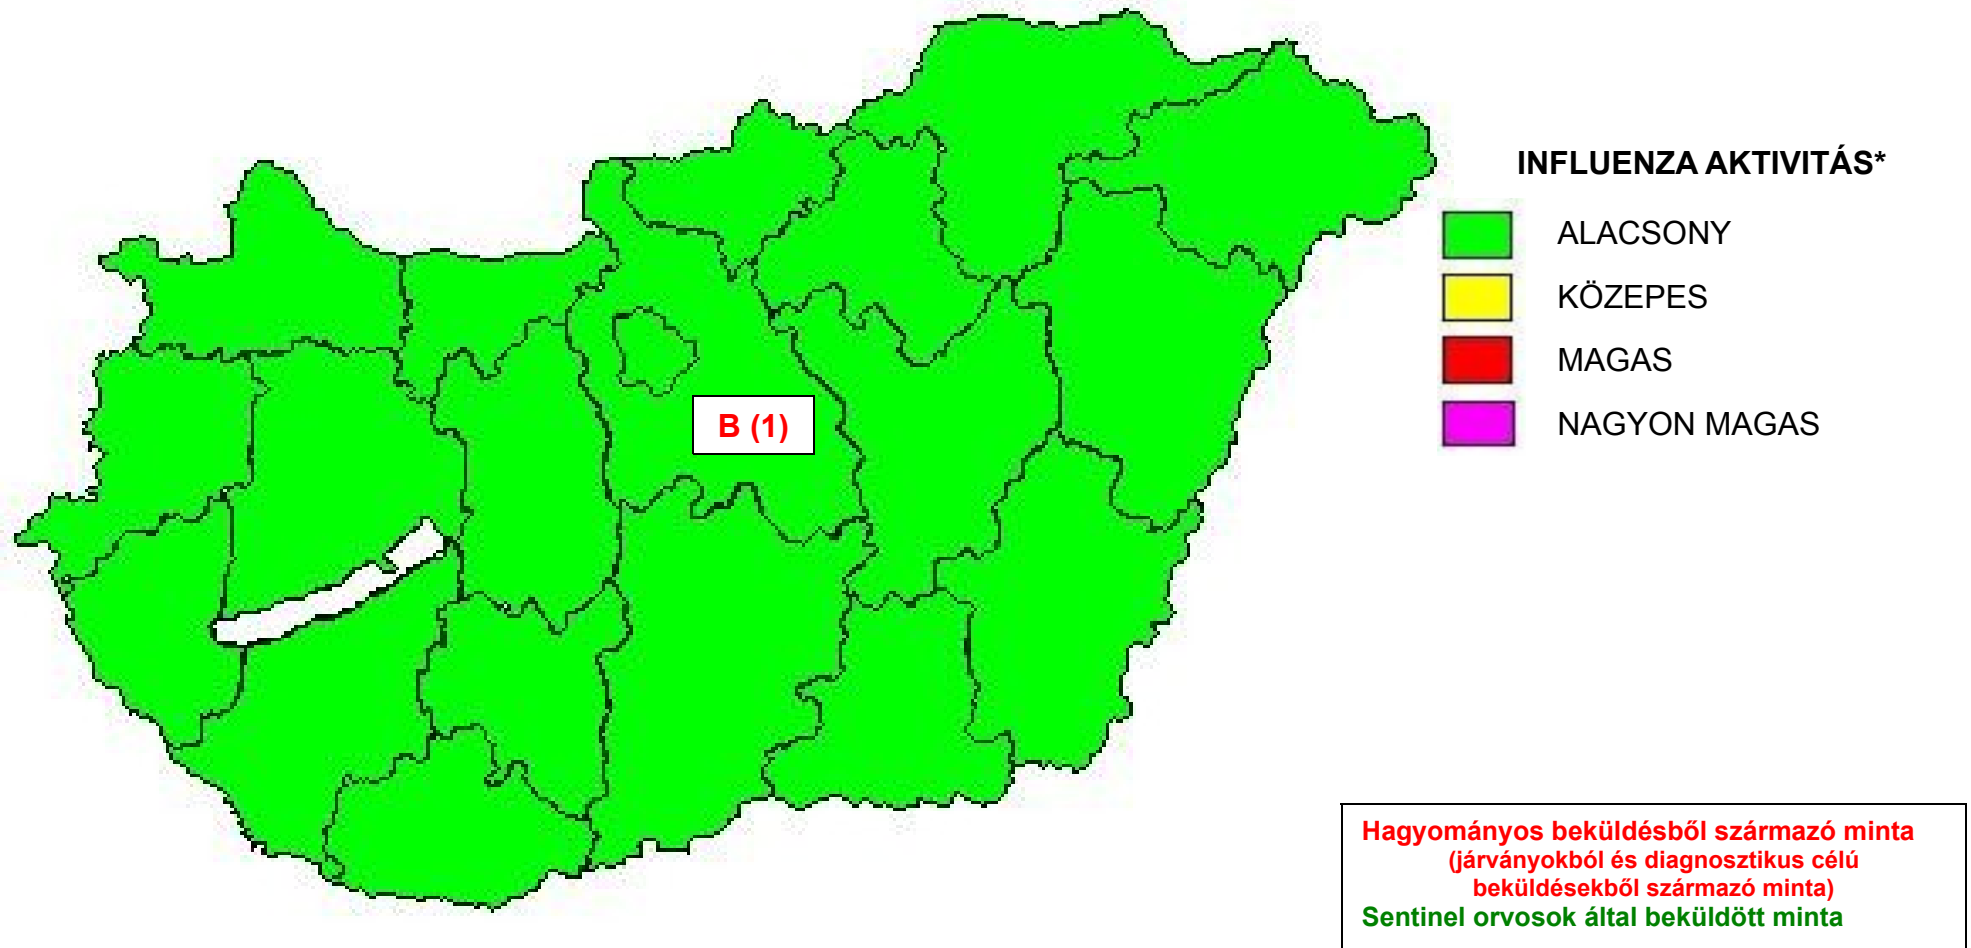 INFLUENZA AKTIVITÁS*
ALACSONY
KÖZEPES
MAGAS
NAGYON MAGAS
B (1)
Hagyományos beküldésből származó minta
(járványokból és diagnosztikus célú
beküldésekből származó minta)
Sentinel orvosok által beküldött minta